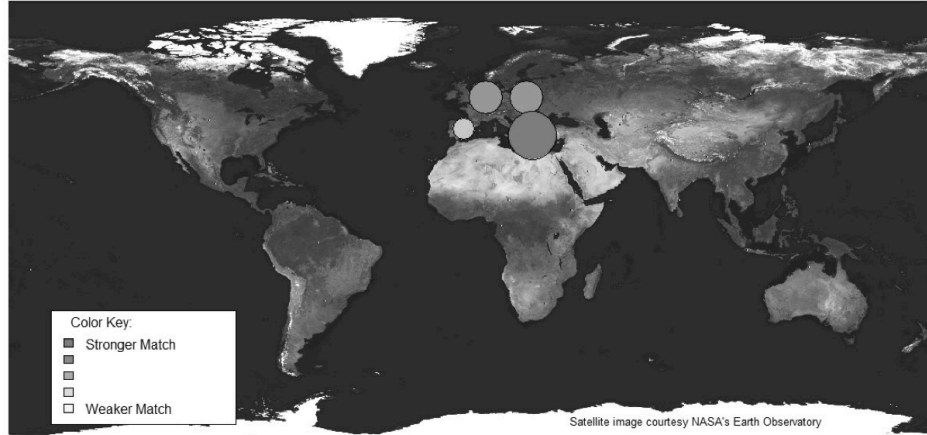 Color Key:
Stronger Match
Weaker Match
Satellite image courtesy NASA's Earth Observatory